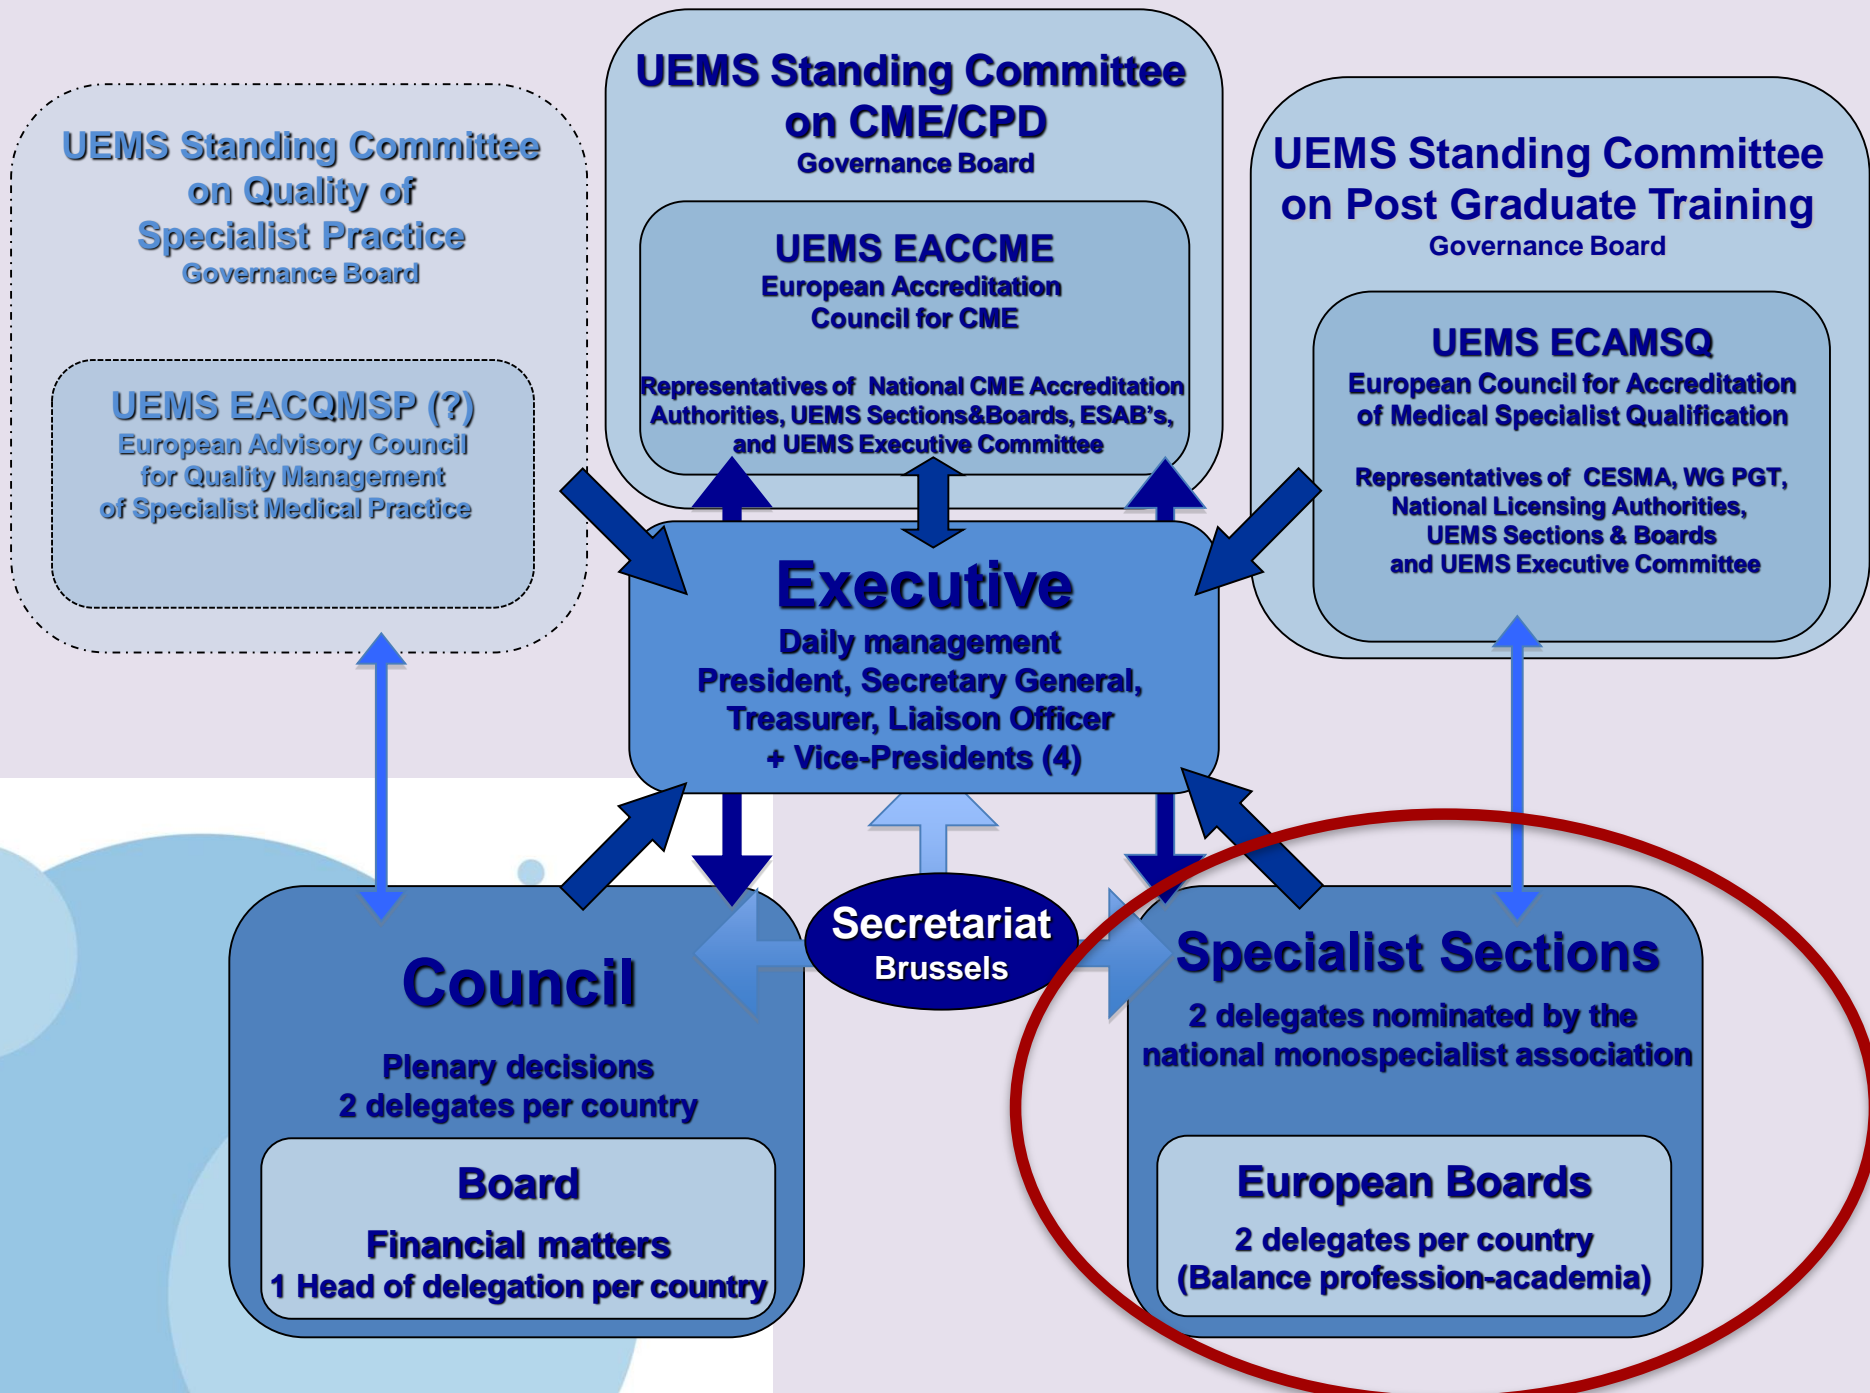 UEMS Standing Committee
on Quality of
Specialist Practice
Governance Board
UEMS EACQMSP (?)
European Advisory Council
for Quality Management
of Specialist Medical Practice
UEMS Standing Committee
on CME/CPD
Governance Board
UEMS EACCME
European Accreditation
Council for CME
Representatives of National CME Accreditation
Authorities, UEMS Sections&Boards, ESAB's,
and UEMS Executive Committee
UEMS Standing Committee
on Post Graduate Training
Governance Board
UEMS ECAMSQ
European Council for Accreditation
of Medical Specialist Qualification
Representatives of CESMA, WG PGT,
National Licensing Authorities,
UEMS Sections & Boards
and UEMS Executive Committee
Executive
Daily management
President, Secretary General,
Treasurer, Liaison Officer
+ Vice-Presidents (4)
Secretariat
Brussels
Council
Plenary decisions
2 delegates per country
Board
Financial matters
1 Head of delegation per country
Specialist Sections
2 delegates nominated by the
national monospecialist association
European Boards
2 delegates per country
(Balance profession-academia)